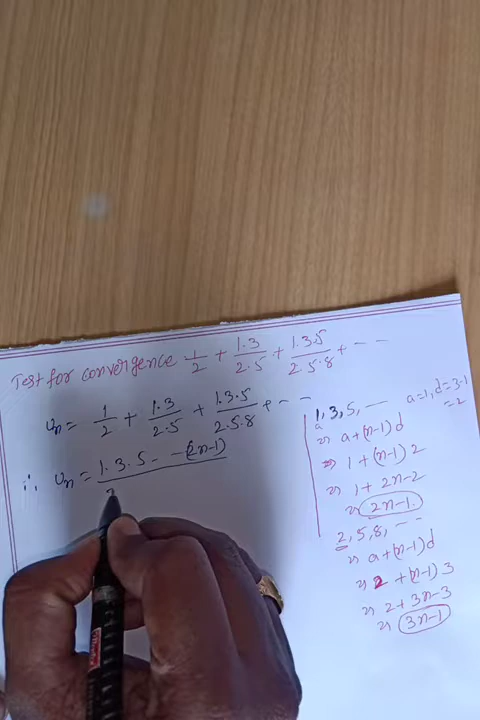 Test for convergence 1/2 + 1.3/2.5 + 1.3.5/2.5.8 + - - -
uₙ = 1/2 + 1.3/2.5 + 1.3.5/2.5.8 + - - -
∴ uₙ = 1.3.5 - - (2n-1)/
1, 3, 5, - - - a=1, d=3-1
a =2
⇒ a+(n-1)d
⇒ 1+(n-1)2
⇒ 1+2n-2
⇒ 2n-1.
2, 5, 8, - - -
⇒ a+(n-1)d
⇒ 2+(n-1)3
⇒ 2+3n-3
⇒ 3n-1